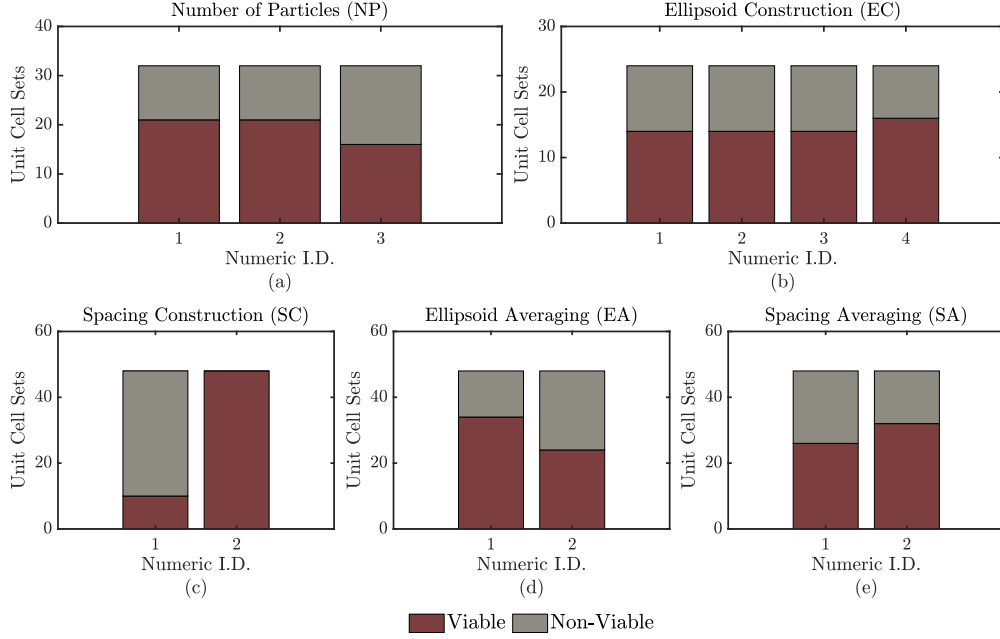 Number of Particles (NP)
40
30
20
10
0
Unit Cell Sets
1 2 3
Numeric I.D.
(a)
Ellipsoid Construction (EC)
30
20
10
0
Unit Cell Sets
1 2 3 4
Numeric I.D.
(b)
Spacing Construction (SC)
60
40
20
0
Unit Cell Sets
1 2
Numeric I.D.
(c)
Ellipsoid Averaging (EA)
60
40
20
0
Unit Cell Sets
1 2
Numeric I.D.
(d)
Spacing Averaging (SA)
60
40
20
0
Unit Cell Sets
1 2
Numeric I.D.
(e)
Viable Non-Viable